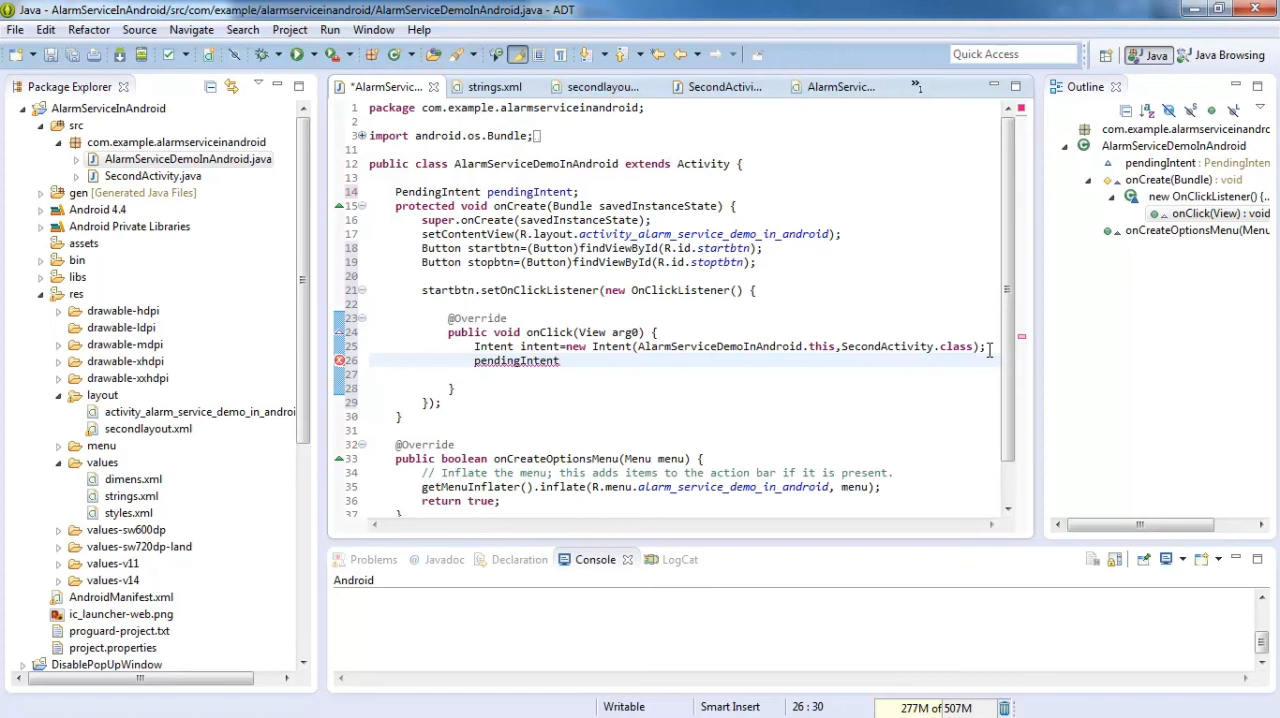 Java - AlarmServiceInAndroid/src/com/example/alarmserviceinandroid/AlarmServiceDemoInAndroid.java - ADT
File Edit Refactor Source Navigate Search Project Run Window Help
Quick Access
Java
Java Browsing
Package Explorer
AlarmServiceInAndroid
src
com.example.alarmserviceinandroid
AlarmServiceDemoInAndroid.java
SecondActivity.java
gen [Generated Java Files]
Android 4.4
Android Private Libraries
assets
bin
libs
res
drawable-hdpi
drawable-ldpi
drawable-mdpi
drawable-xhdpi
drawable-xxhdpi
layout
activity_alarm_service_demo_in_androi
secondlayout.xml
menu
values
dimens.xml
strings.xml
styles.xml
values-sw600dp
values-sw720dp-land
values-v11
values-v14
AndroidManifest.xml
ic_launcher-web.png
proguard-project.txt
project.properties
DisablePopUpWindow
*AlarmServic... strings.xml secondlayou... SecondActivi... AlarmServic... »1
1 package com.example.alarmserviceinandroid;
2
3 import android.os.Bundle;
11
12 public class AlarmServiceDemoInAndroid extends Activity {
13
14 PendingIntent pendingIntent;
15 protected void onCreate(Bundle savedInstanceState) {
16 super.onCreate(savedInstanceState);
17 setContentView(R.layout.activity_alarm_service_demo_in_android);
18 Button startbtn=(Button)findViewById(R.id.startbtn);
19 Button stopbtn=(Button)findViewById(R.id.stoptbtn);
20
21 startbtn.setOnClickListener(new OnClickListener() {
22
23 @Override
24 public void onClick(View arg0) {
25 Intent intent=new Intent(AlarmServiceDemoInAndroid.this,SecondActivity.class);
26 pendingIntent
27
28 }
29 });
30 }
31
32 @Override
33 public boolean onCreateOptionsMenu(Menu menu) {
34 // Inflate the menu; this adds items to the action bar if it is present.
35 getMenuInflater().inflate(R.menu.alarm_service_demo_in_android, menu);
36 return true;
}
Outline
com.example.alarmserviceinandrc
AlarmServiceDemoInAndroid
pendingIntent : PendingInten
onCreate(Bundle) : void
new OnClickListener() {...
onClick(View) : void
onCreateOptionsMenu(Menu
Problems @ Javadoc Declaration Console LogCat
Android
Writable
Smart Insert
26 : 30
277M of 507M